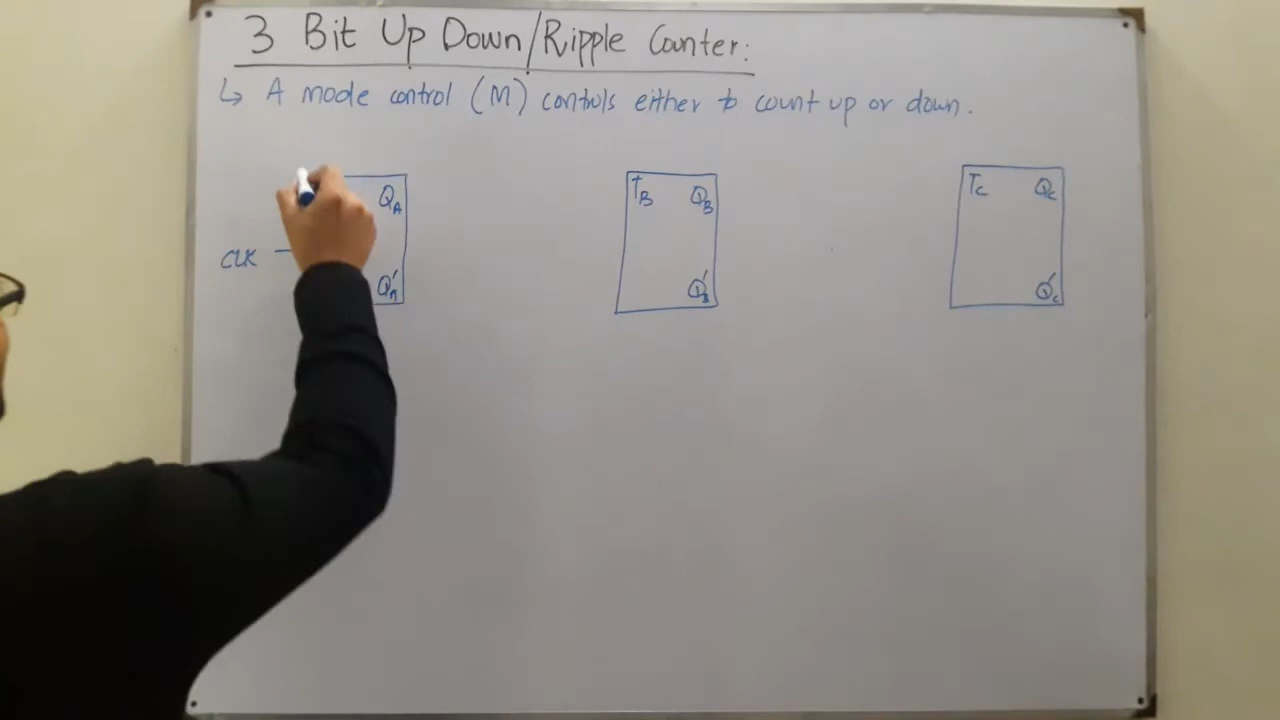 3 Bit Up Down/Ripple Counter:
↳ A mode control (M) controls either to count up or down.
QA TB QB TC QC
CLK
Q'A Q'B Q'C